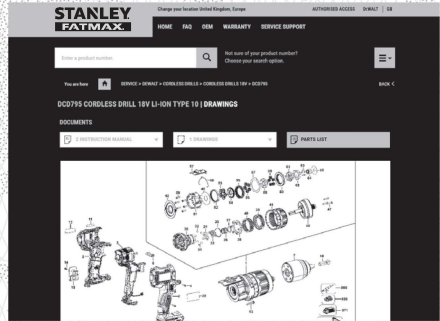 STANLEY
FATMAX.
Change your location United Kingdom, Europe
AUTHORISED ACCESS DeWALT GB
HOME FAQ OEM WARRANTY SERVICE SUPPORT
Enter a product number.
Not sure of your product number?
Choose your search option.
You are here
SERVICE > DEWALT > CORDLESS DRILLS > CORDLESS DRILLS 18V > DCD795
BACK <
DCD795 CORDLESS DRILL 18V LI-ION TYPE 10 | DRAWINGS
DOCUMENTS
2 INSTRUCTION MANUAL
1 DRAWINGS
PARTS LIST